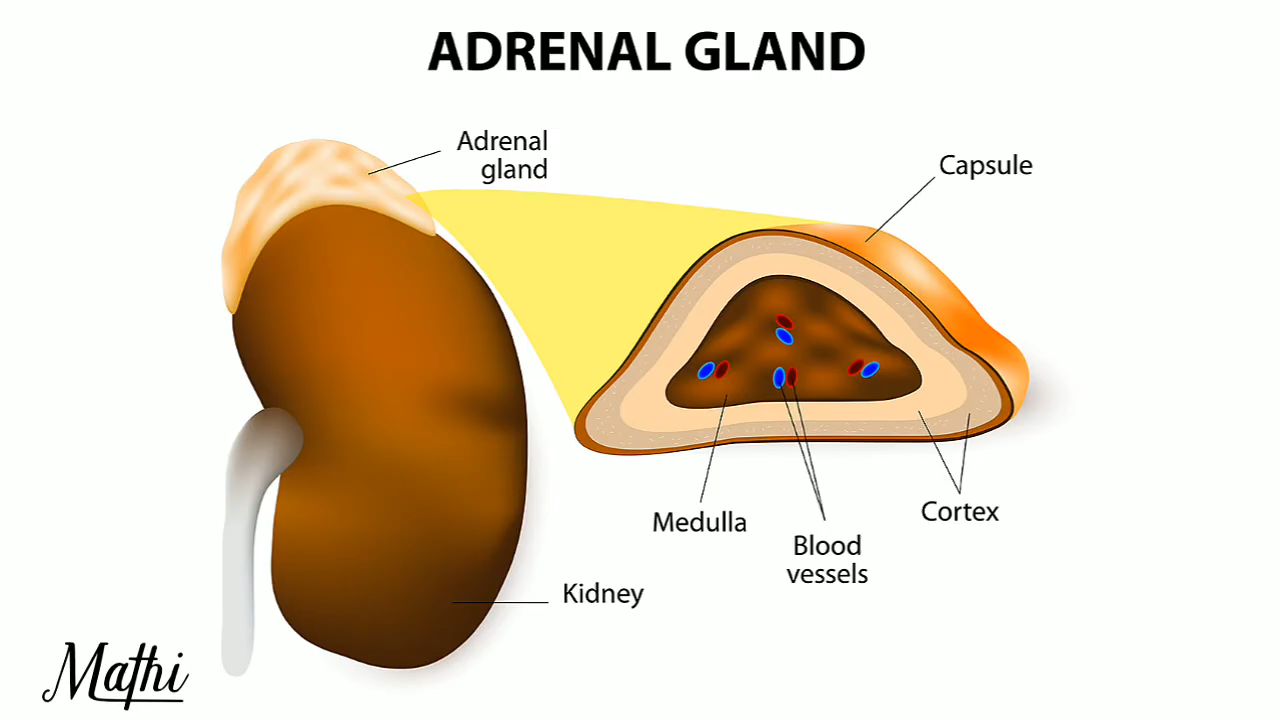 ADRENAL GLAND
Adrenal
gland
Capsule
Medulla
Blood
vessels
Cortex
Kidney
Mathi